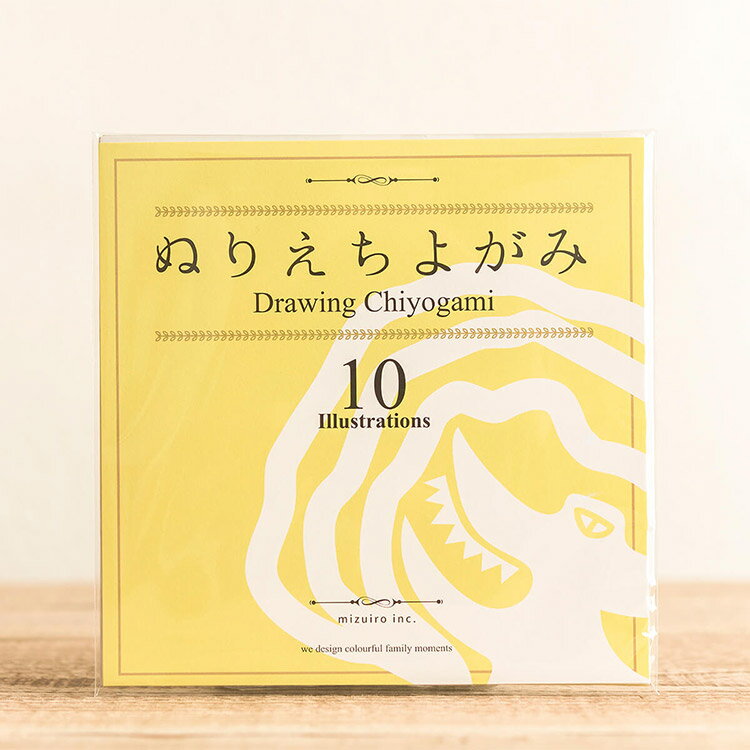 ぬりえちよがみ
Drawing Chiyogami
10
Illustrations
mizuiro inc.
we design colourful family moments